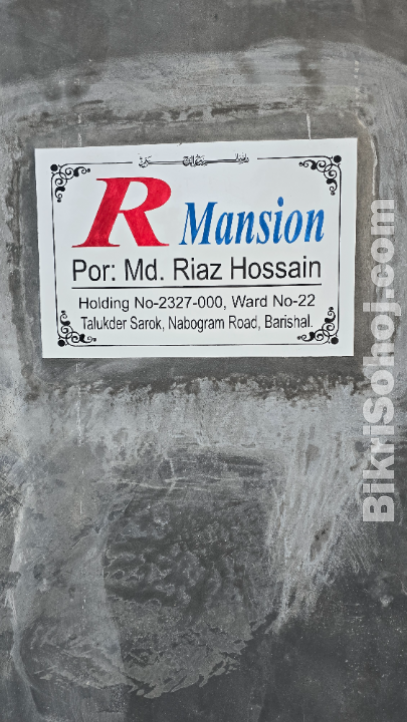 R Mansion
Por: Md. Riaz Hossain
Holding No-2327-000, Ward No-22
Talukder Sarok, Nabogram Road, Barishal.
BikriSohoj.com